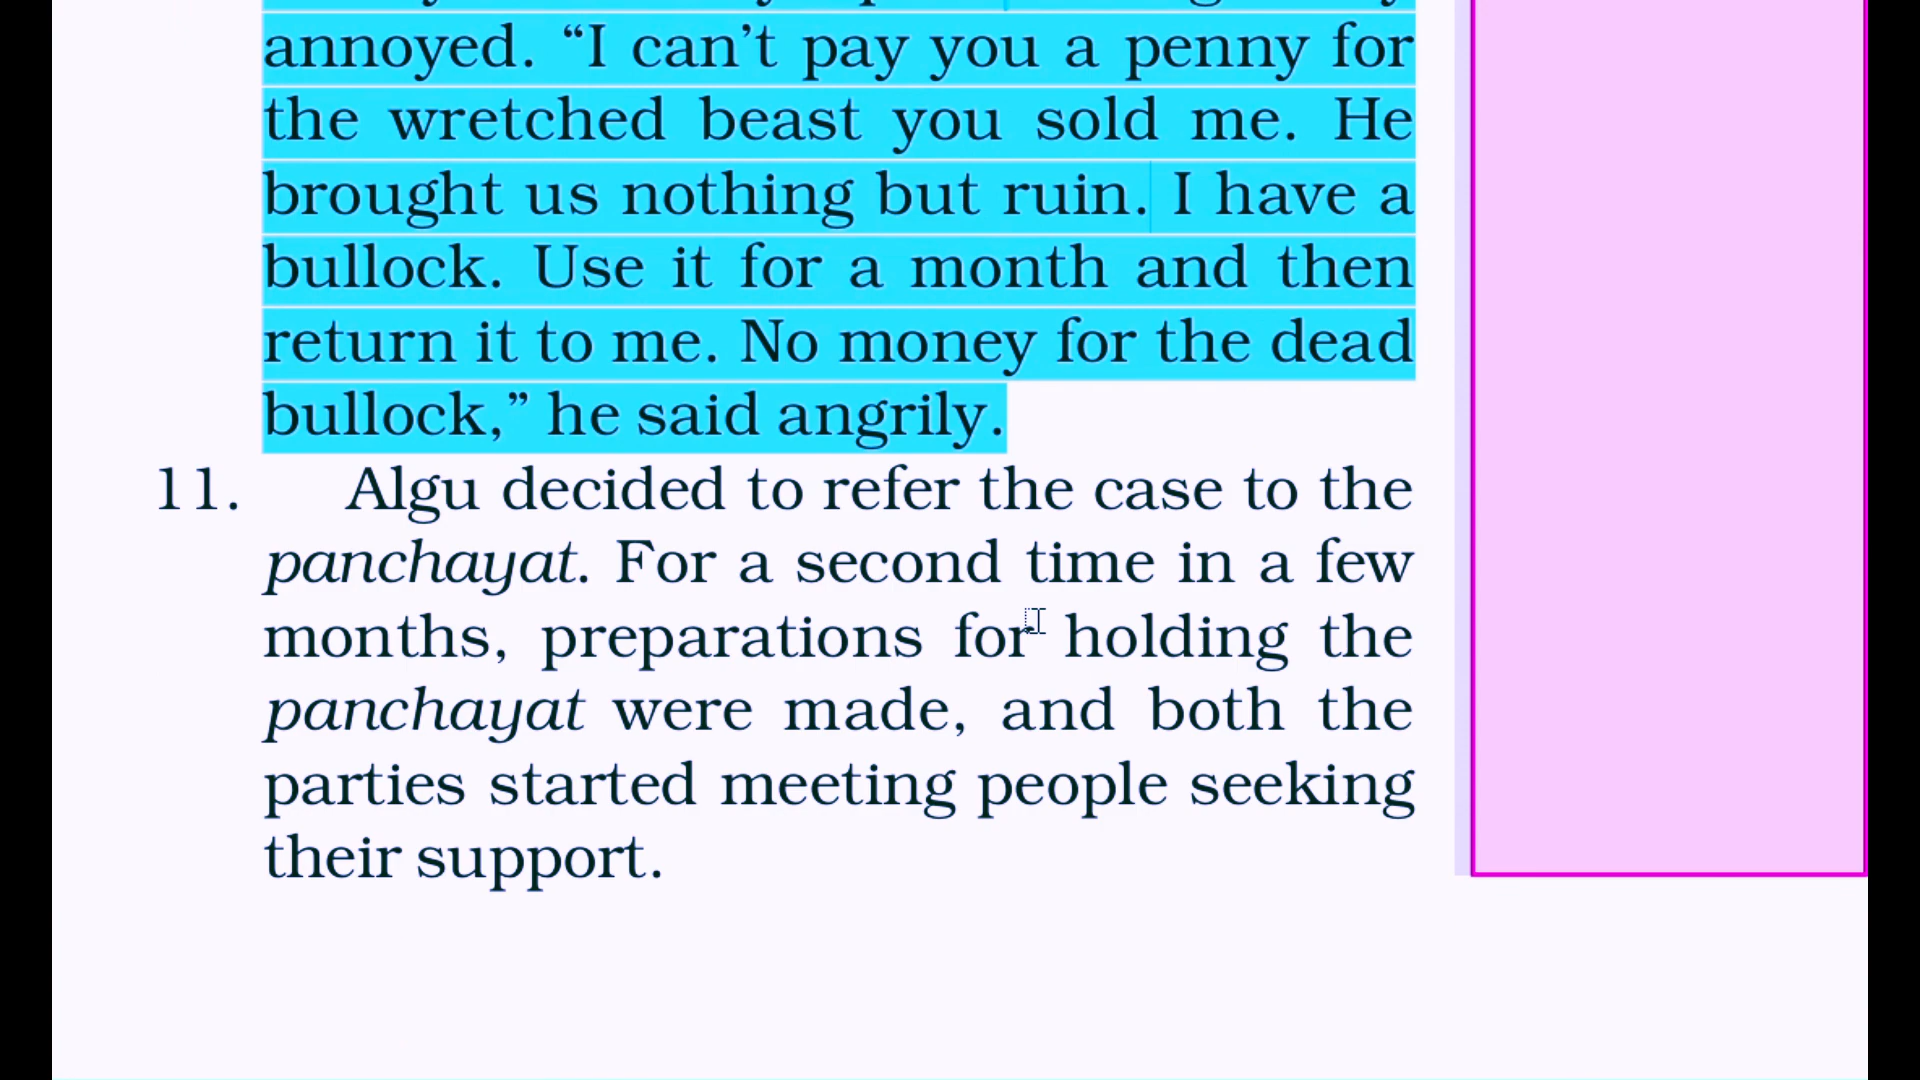 annoyed. “I can’t pay you a penny for
the wretched beast you sold me. He
brought us nothing but ruin. I have a
bullock. Use it for a month and then
return it to me. No money for the dead
bullock,” he said angrily.
11. Algu decided to refer the case to the
panchayat. For a second time in a few
months, preparations for holding the
panchayat were made, and both the
parties started meeting people seeking
their support.